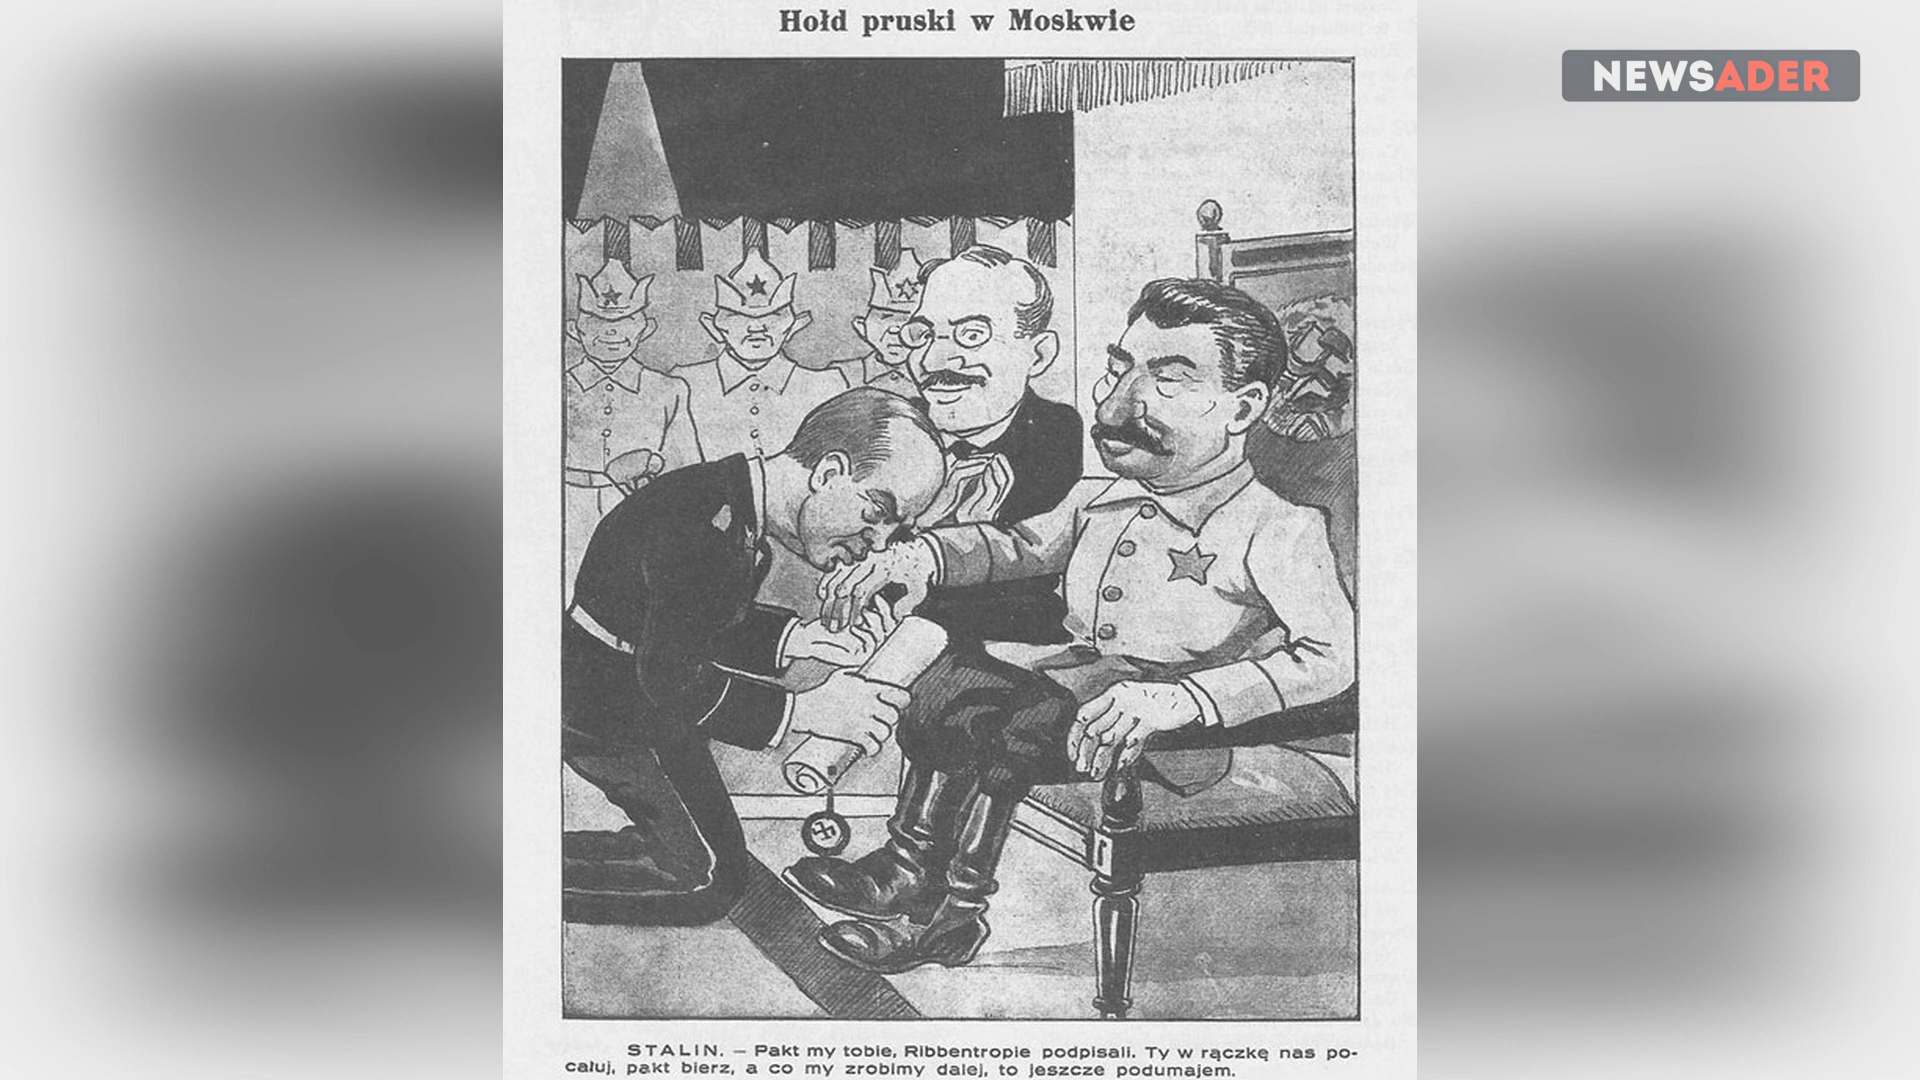 Hołd pruski w Moskwie
NEWSADER
STALIN. — Pakt my tobie, Ribbentropie podpisali. Ty w rączkę nas po-
całuj, pakt bierz, a co my zrobimy dalej, to jeszcze podumajem.